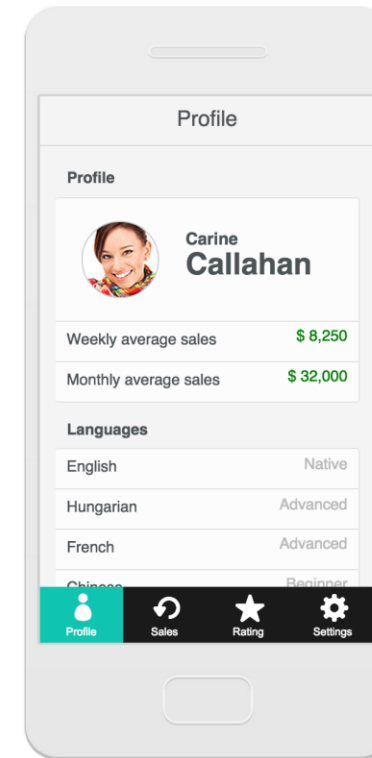 Profile
Profile
Carine
Callahan
Weekly average sales $ 8,250
Monthly average sales $ 32,000
Languages
English Native
Hungarian Advanced
French Advanced
Chinese Beginner
Profile Sales Rating Settings